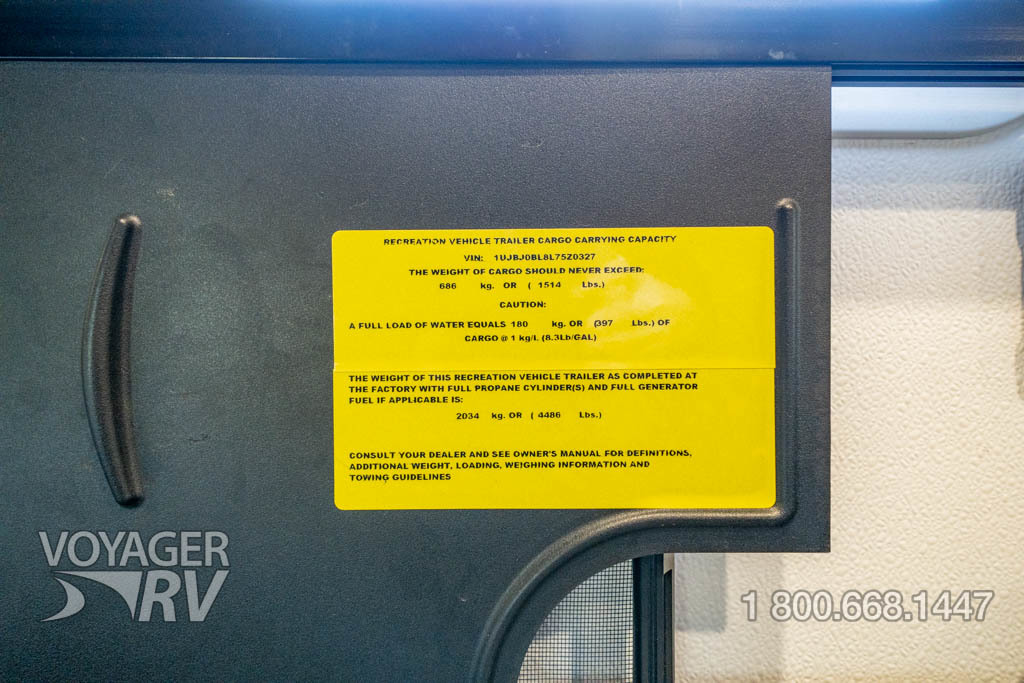 RECREATION VEHICLE TRAILER CARGO CARRYING CAPACITY
VIN: 1UJBJ0BL8L75Z0327
THE WEIGHT OF CARGO SHOULD NEVER EXCEED:
686 kg. OR ( 1514 Lbs.)
CAUTION:
A FULL LOAD OF WATER EQUALS 180 kg. OR (397 Lbs.) OF
CARGO @ 1 kg/L (8.3Lb/GAL)
THE WEIGHT OF THIS RECREATION VEHICLE TRAILER AS COMPLETED AT
THE FACTORY WITH FULL PROPANE CYLINDER(S) AND FULL GENERATOR
FUEL IF APPLICABLE IS:
2034 kg. OR ( 4486 Lbs.)
CONSULT YOUR DEALER AND SEE OWNER'S MANUAL FOR DEFINITIONS,
ADDITIONAL WEIGHT, LOADING, WEIGHING INFORMATION AND
TOWING GUIDELINES
VOYAGER
RV
1 800.668.1447